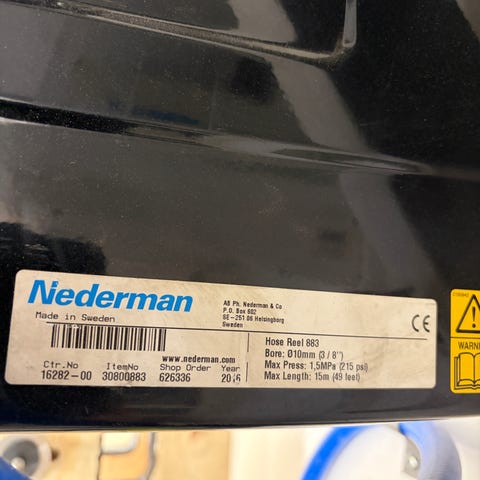 Nederman
Made in Sweden
AB Ph. Nederman & Co
P.O. Box 602
SE-251 06 Helsingborg
Sweden
CE
www.nederman.com
Ctr.No ItemNo Shop Order Year
16282-00 30800883 626336 2016
Hose Reel 883
Bore: Ø10mm (3/8")
Max Press: 1,5MPa (215 psi)
Max Length: 15m (49 feet)